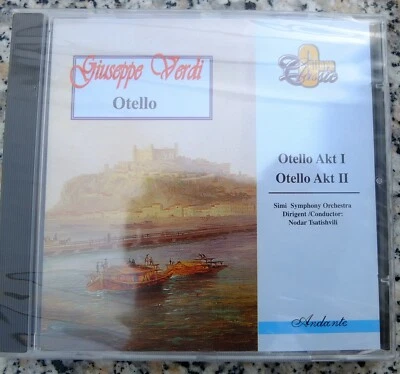 Giuseppe Verdi
Otello
Classic
Otello Akt I
Otello Akt II
Simi Symphony Orchestra
Dirigent /Conductor:
Nodar Tsatishvili
Andante